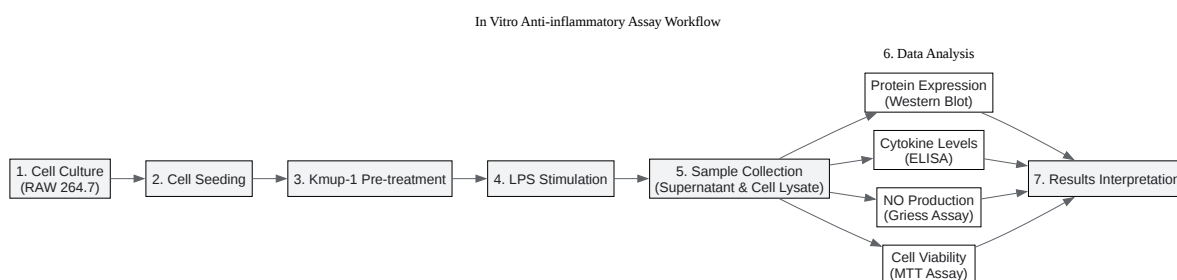 In Vitro Anti-inflammatory Assay Workflow
6. Data Analysis
1. Cell Culture
(RAW 264.7)
2. Cell Seeding
3. Kmup-1 Pre-treatment
4. LPS Stimulation
5. Sample Collection
(Supernatant & Cell Lysate)
Protein Expression
(Western Blot)
Cytokine Levels
(ELISA)
NO Production
(Griess Assay)
Cell Viability
(MTT Assay)
7. Results Interpretation